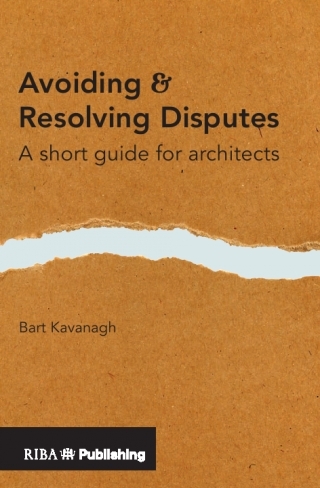 Avoiding &
Resolving Disputes
A short guide for architects
Bart Kavanagh
RIBA Publishing